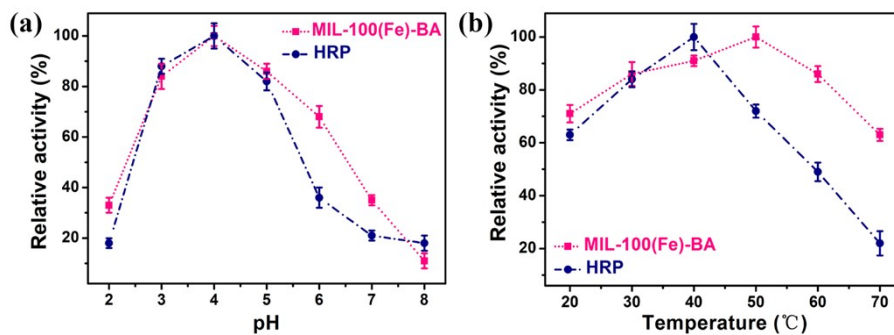 (a)
MIL-100(Fe)-BA
HRP
Relative activity (%)
100
80
60
40
20
2 3 4 5 6 7 8
pH
(b)
MIL-100(Fe)-BA
HRP
Relative activity (%)
100
80
60
40
20
20 30 40 50 60 70
Temperature (℃)